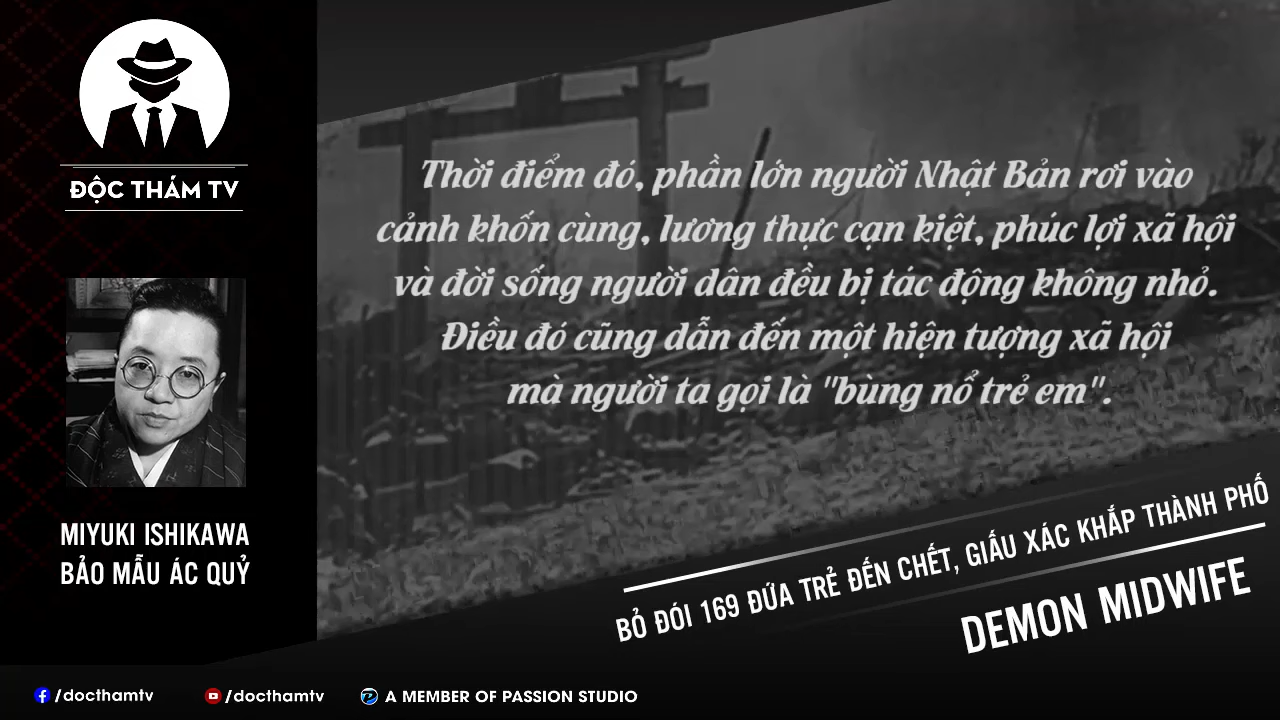 ĐỘC THÁM TV
MIYUKI ISHIKAWA
BẢO MẪU ÁC QUỶ
Thời điểm đó, phần lớn người Nhật Bản rơi vào
cảnh khốn cùng, lương thực cạn kiệt, phúc lợi xã hội
và đời sống người dân đều bị tác động không nhỏ.
Điều đó cũng dẫn đến một hiện tượng xã hội
mà người ta gọi là "bùng nổ trẻ em".
BỎ ĐÓI 169 ĐỨA TRẺ ĐẾN CHẾT, GIẤU XÁC KHẮP THÀNH PHỐ
DEMON MIDWIFE
/docthamtv
/docthamtv
A MEMBER OF PASSION STUDIO